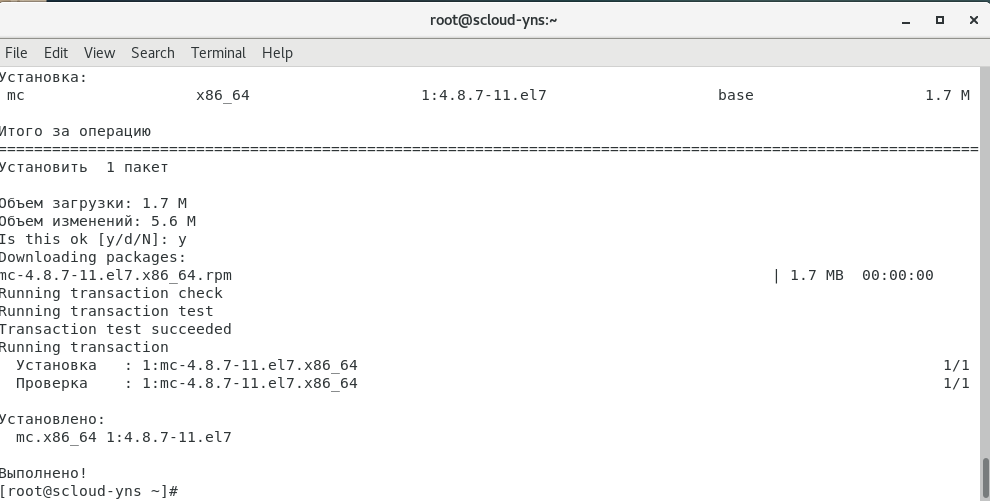 root@scloud-yns:~
File Edit View Search Terminal Help
Установка:
mc x86_64 1:4.8.7-11.el7 base 1.7 M
Итого за операцию
================================================================================================================
Установить 1 пакет
Объем загрузки: 1.7 M
Объем изменений: 5.6 M
Is this ok [y/d/N]: y
Downloading packages:
mc-4.8.7-11.el7.x86_64.rpm | 1.7 MB 00:00:00
Running transaction check
Running transaction test
Transaction test succeeded
Running transaction
Установка : 1:mc-4.8.7-11.el7.x86_64 1/1
Проверка : 1:mc-4.8.7-11.el7.x86_64 1/1
Установлено:
mc.x86_64 1:4.8.7-11.el7
Выполнено!
[root@scloud-yns ~]#